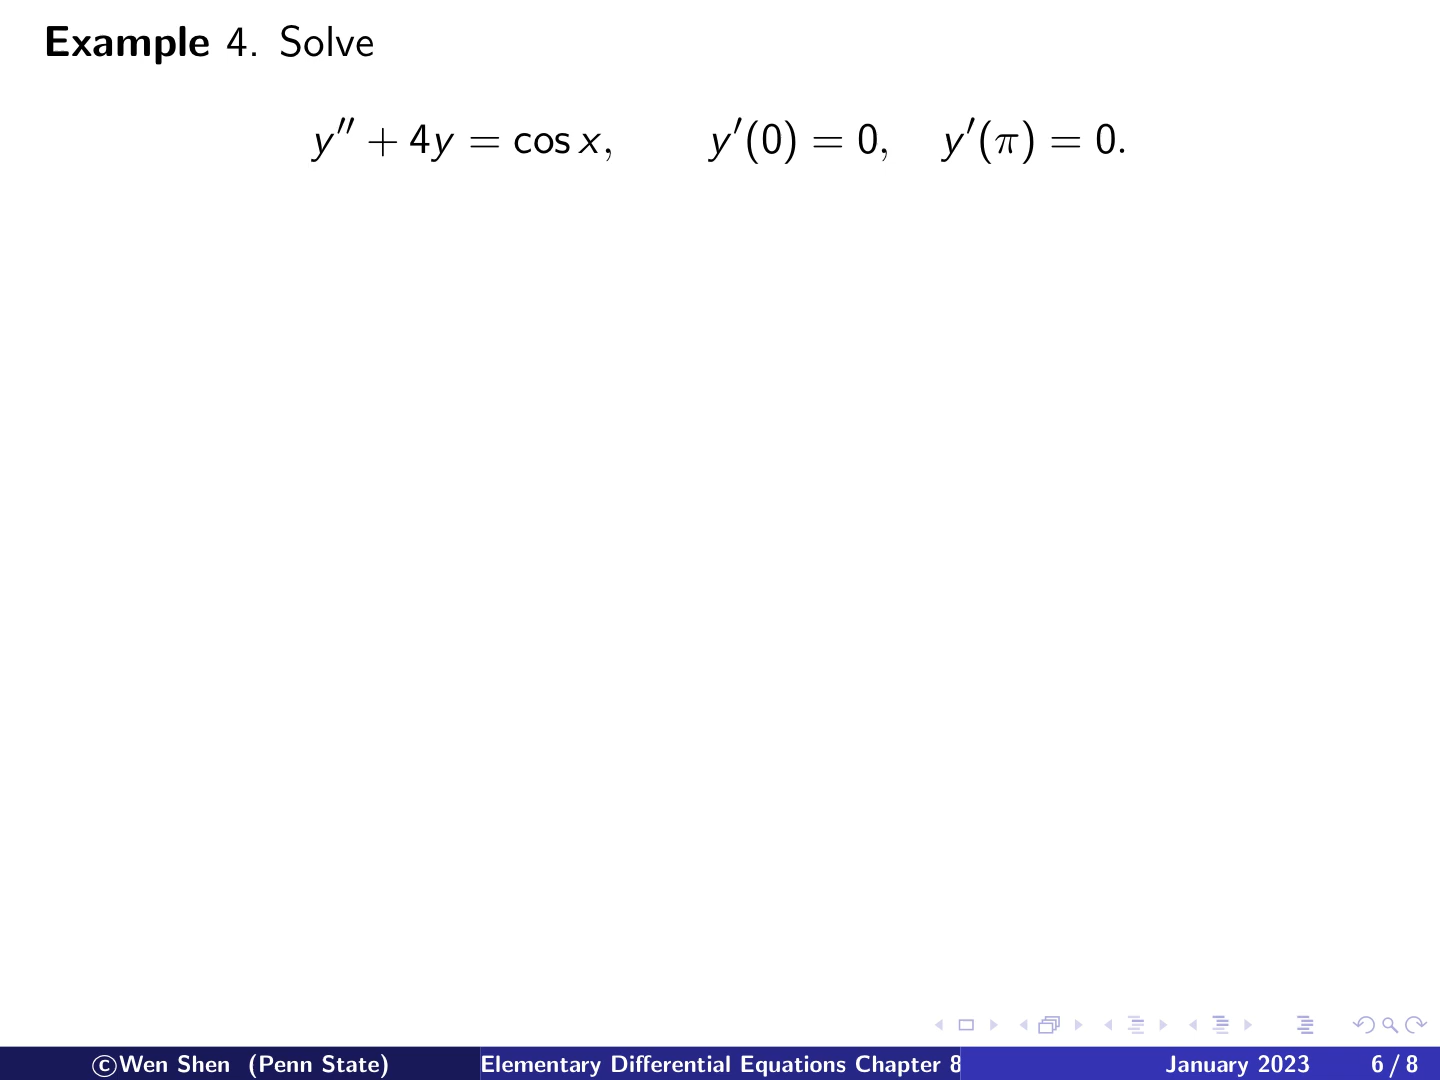 Example 4. Solve
y″ + 4y = cos x,  y′(0) = 0,  y′(π) = 0.
©Wen Shen (Penn State) Elementary Differential Equations Chapter 8 January 2023 6 / 8